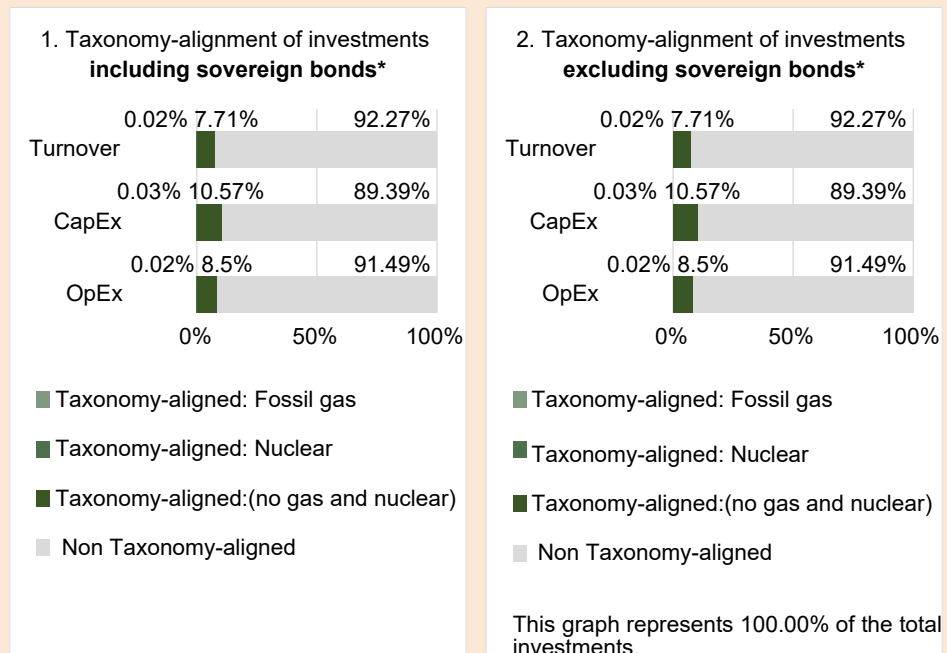 1. Taxonomy-alignment of investments
including sovereign bonds*
0.02% 7.71% 92.27%
Turnover
0.03% 10.57% 89.39%
CapEx
0.02% 8.5% 91.49%
OpEx
0% 50% 100%
Taxonomy-aligned: Fossil gas
Taxonomy-aligned: Nuclear
Taxonomy-aligned:(no gas and nuclear)
Non Taxonomy-aligned
2. Taxonomy-alignment of investments
excluding sovereign bonds*
0.02% 7.71% 92.27%
Turnover
0.03% 10.57% 89.39%
CapEx
0.02% 8.5% 91.49%
OpEx
0% 50% 100%
Taxonomy-aligned: Fossil gas
Taxonomy-aligned: Nuclear
Taxonomy-aligned:(no gas and nuclear)
Non Taxonomy-aligned
This graph represents 100.00% of the total
investments.